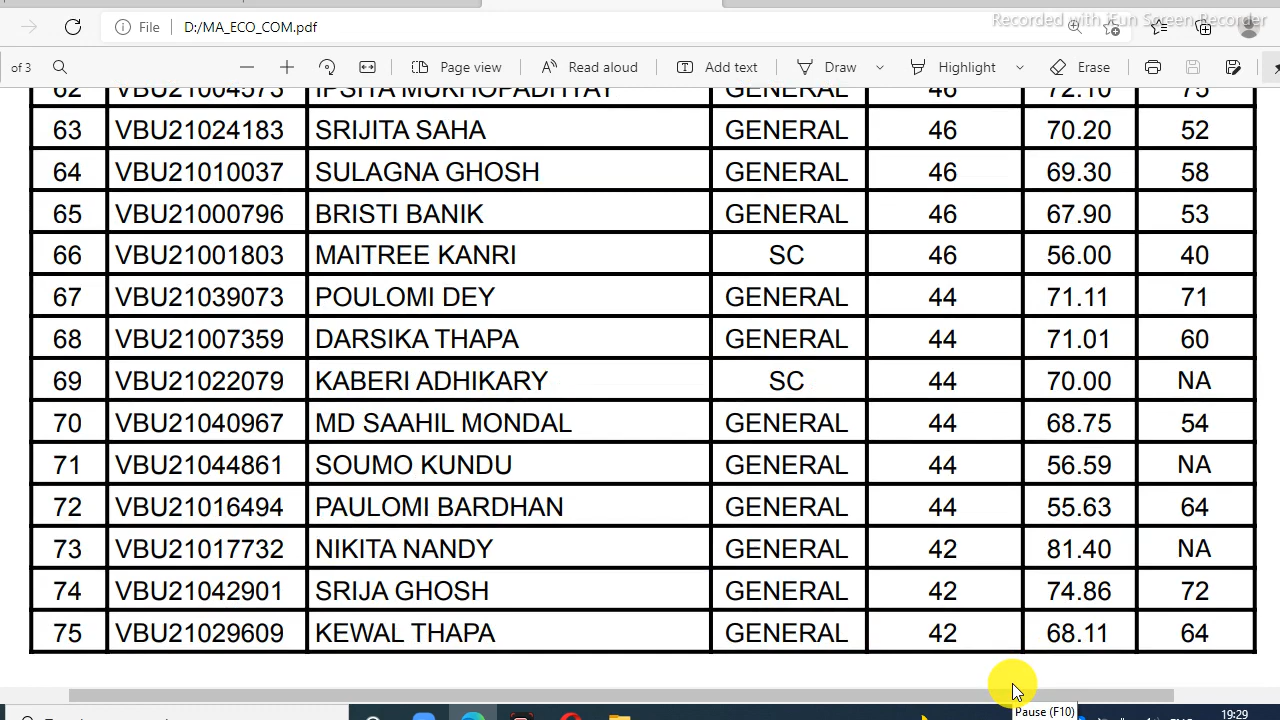 Recorded with iFun Screen Recorder
File D:/MA_ECO_COM.pdf
of 3 Page view Read aloud Add text Draw Highlight Erase
62 VBU21004573 IPSITA MUKHOPADHYAY GENERAL 46 72.10 75
63 VBU21024183 SRIJITA SAHA GENERAL 46 70.20 52
64 VBU21010037 SULAGNA GHOSH GENERAL 46 69.30 58
65 VBU21000796 BRISTI BANIK GENERAL 46 67.90 53
66 VBU21001803 MAITREE KANRI SC 46 56.00 40
67 VBU21039073 POULOMI DEY GENERAL 44 71.11 71
68 VBU21007359 DARSIKA THAPA GENERAL 44 71.01 60
69 VBU21022079 KABERI ADHIKARY SC 44 70.00 NA
70 VBU21040967 MD SAAHIL MONDAL GENERAL 44 68.75 54
71 VBU21044861 SOUMO KUNDU GENERAL 44 56.59 NA
72 VBU21016494 PAULOMI BARDHAN GENERAL 44 55.63 64
73 VBU21017732 NIKITA NANDY GENERAL 42 81.40 NA
74 VBU21042901 SRIJA GHOSH GENERAL 42 74.86 72
75 VBU21029609 KEWAL THAPA GENERAL 42 68.11 64
Pause (F10)
19:29